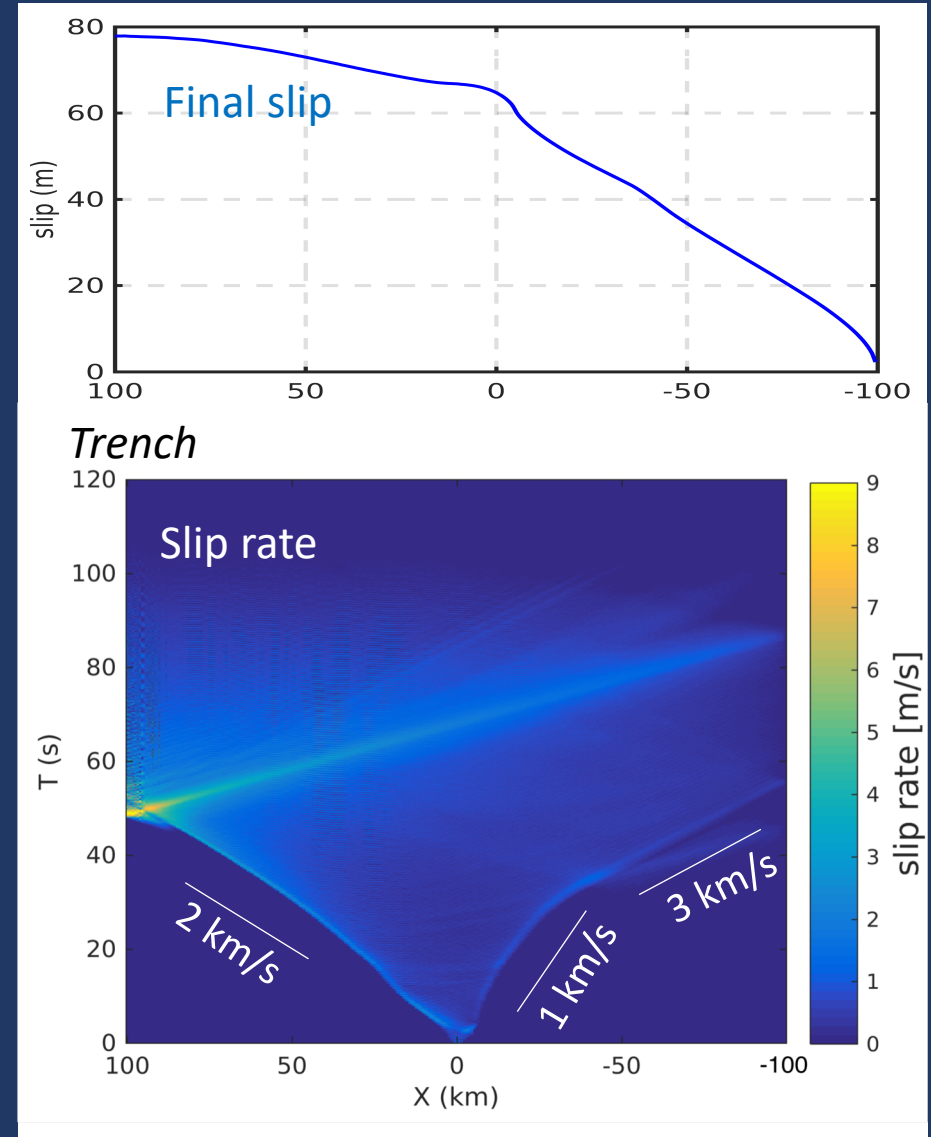 80
60
40
20
0
slip (m)
Final slip
100 50 0 -50 -100
Trench
120
100
80
60
40
20
0
T (s)
Slip rate
2 km/s
1 km/s
3 km/s
100 50 0 -50 -100
X (km)
9
8
7
6
5
4
3
2
1
0
slip rate [m/s]